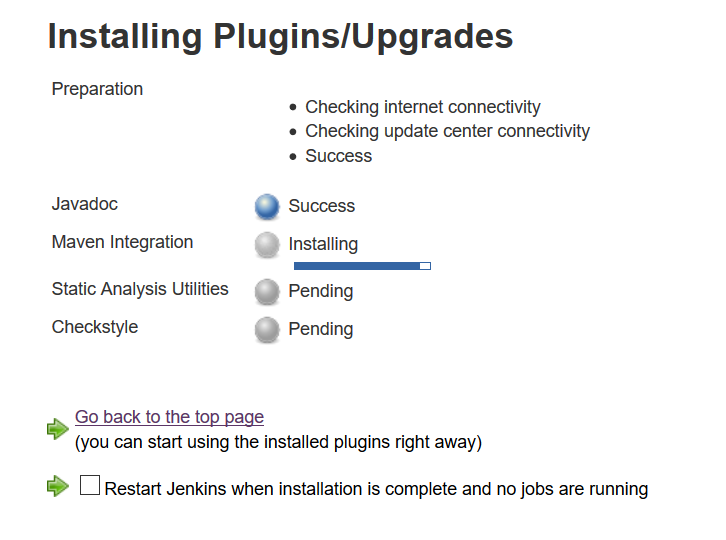 Installing Plugins/Upgrades
Preparation
Checking internet connectivity
Checking update center connectivity
Success
Javadoc Success
Maven Integration Installing
Static Analysis Utilities Pending
Checkstyle Pending
Go back to the top page
(you can start using the installed plugins right away)
Restart Jenkins when installation is complete and no jobs are running